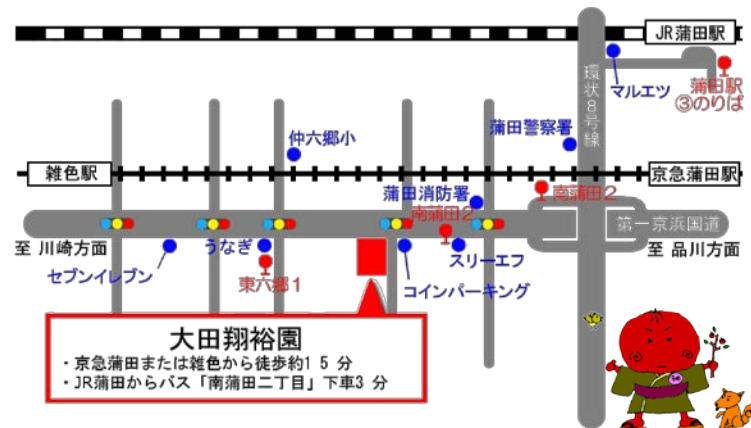 JR蒲田駅
環状8号線
マルエツ
蒲田駅
③のりば
仲六郷小
蒲田警察署
雑色駅
京急蒲田駅
蒲田消防署
南蒲田2
南蒲田2
第一京浜国道
至 川崎方面
うなぎ
スリーエフ
至 品川方面
セブンイレブン
東六郷1
コインパーキング
大田翔裕園
・京急蒲田または雑色から徒歩約15分
・JR蒲田からバス「南蒲田二丁目」下車3分